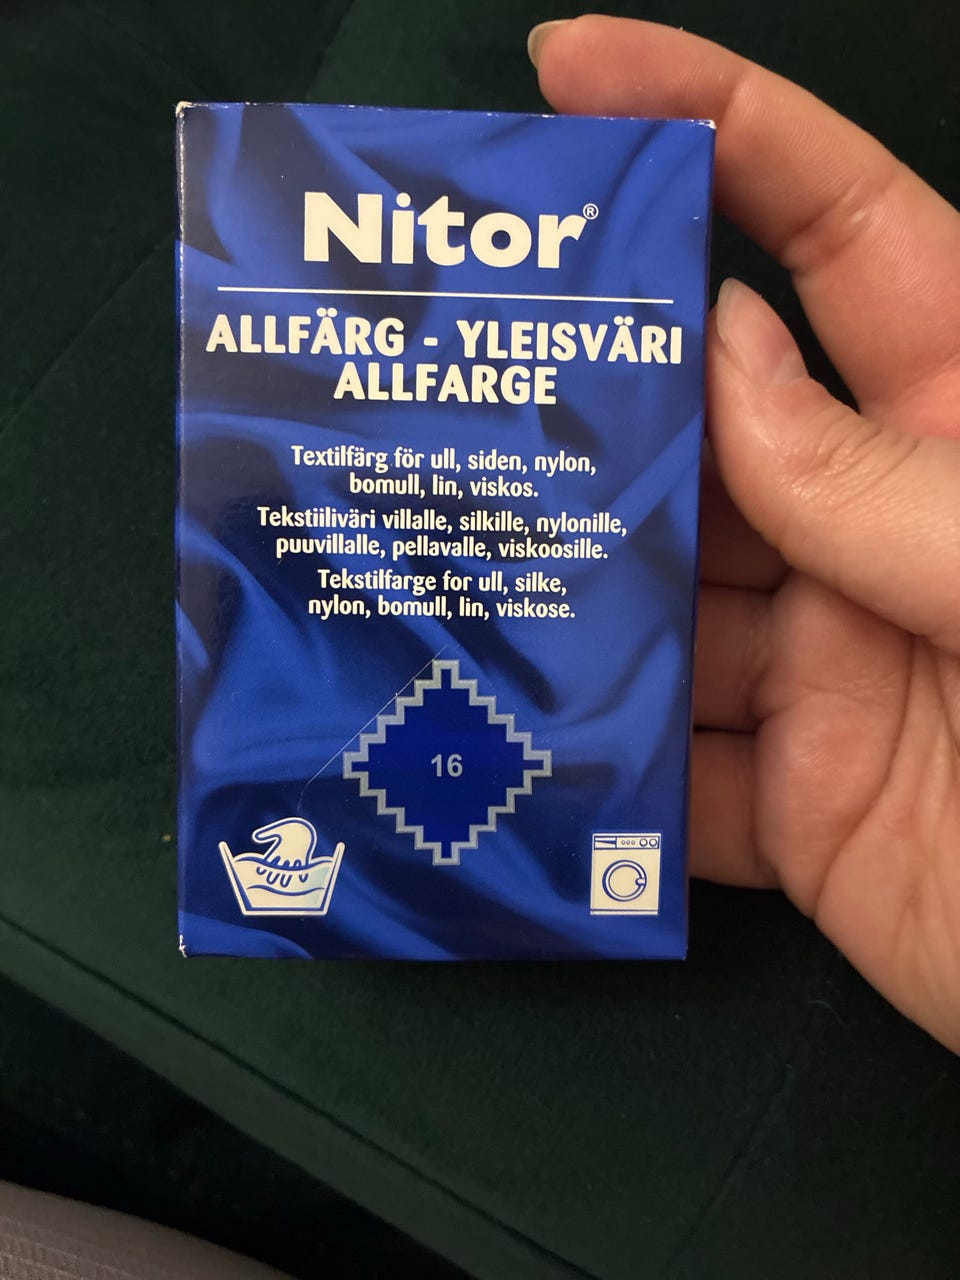 Nitor®
ALLFÄRG - YLEISVÄRI
ALLFARGE
Textilfärg för ull, siden, nylon,
bomull, lin, viskos.
Tekstiiliväri villalle, silkille, nylonille,
puuvillalle, pellavalle, viskoosille.
Tekstilfarge for ull, silke,
nylon, bomull, lin, viskose.
16